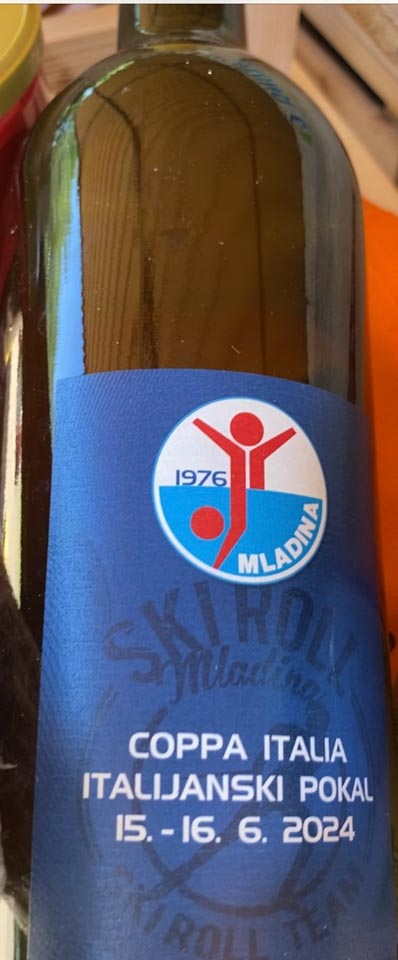 1976
MLADINA
SKI ROLL
Mladina
COPPA ITALIA
ITALIJANSKI POKAL
15.-16. 6. 2024
SKI ROLL TEAM